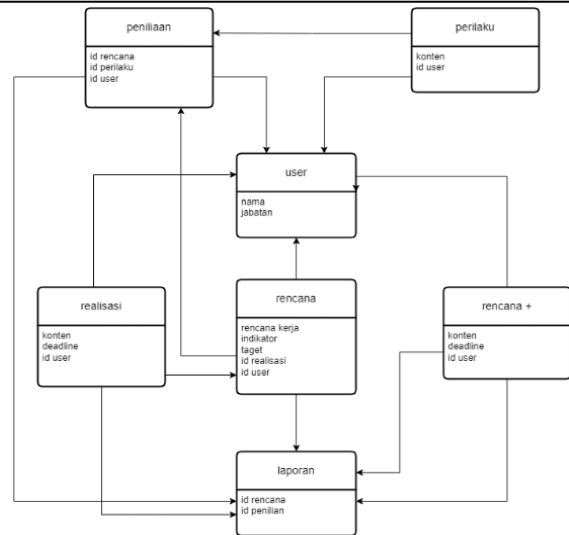 peniliaan
id rencana
id perilaku
id user
perilaku
konten
id user
user
nama
jabatan
realisasi
konten
deadline
id user
rencana
rencana kerja
indikator
taget
id realisasi
id user
rencana +
konten
deadline
id user
laporan
id rencana
id penilian